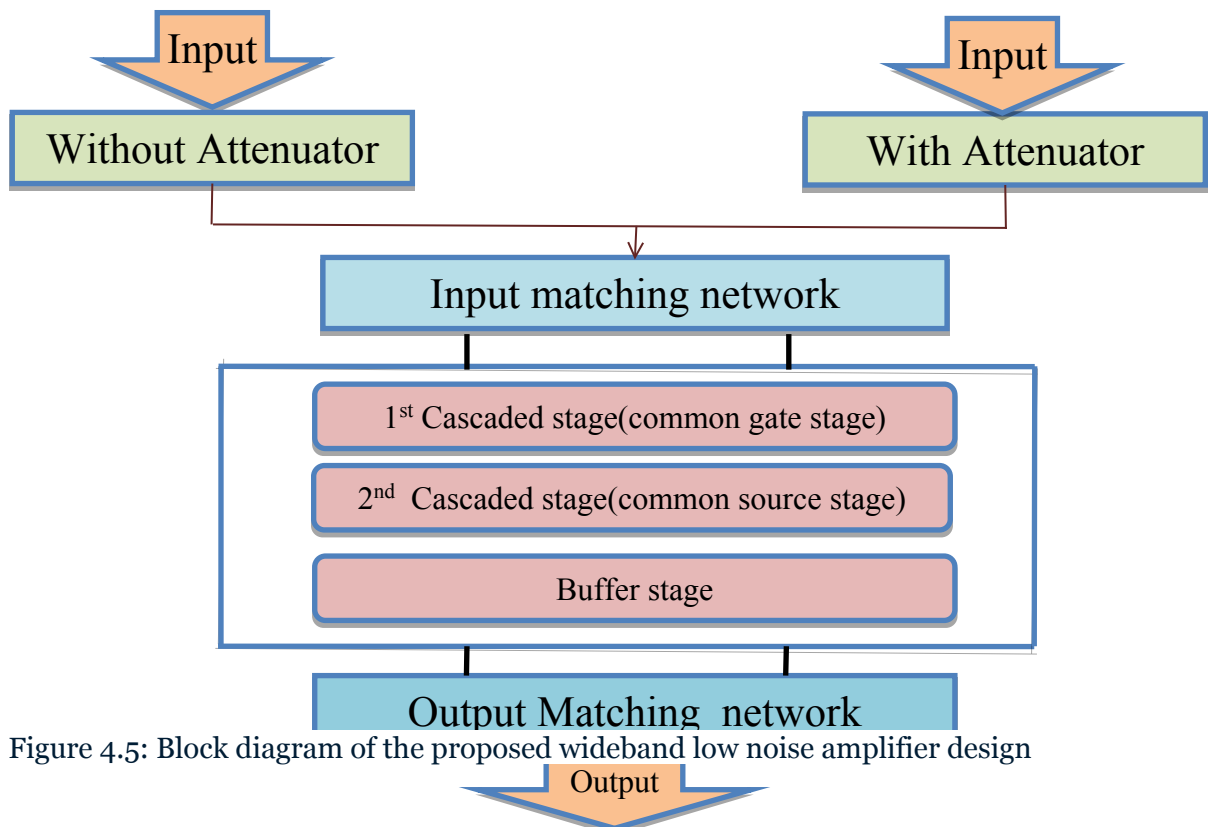 Input
Input
Without Attenuator
With Attenuator
Input matching network
1st Cascaded stage(common gate stage)
2nd Cascaded stage(common source stage)
Buffer stage
Output Matching network
Figure 4.5: Block diagram of the proposed wideband low noise amplifier design
Output